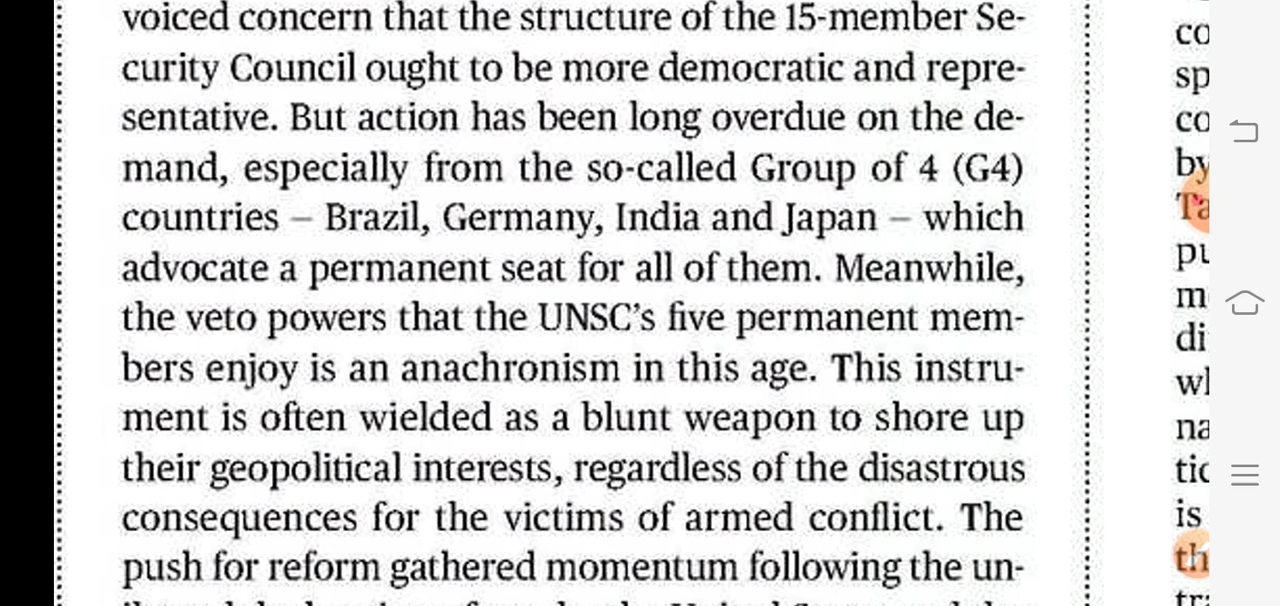 voiced concern that the structure of the 15-member Se-
curity Council ought to be more democratic and repre-
sentative. But action has been long overdue on the de-
mand, especially from the so-called Group of 4 (G4)
countries – Brazil, Germany, India and Japan – which
advocate a permanent seat for all of them. Meanwhile,
the veto powers that the UNSC’s five permanent mem-
bers enjoy is an anachronism in this age. This instru-
ment is often wielded as a blunt weapon to shore up
their geopolitical interests, regardless of the disastrous
consequences for the victims of armed conflict. The
push for reform gathered momentum following the un-
is